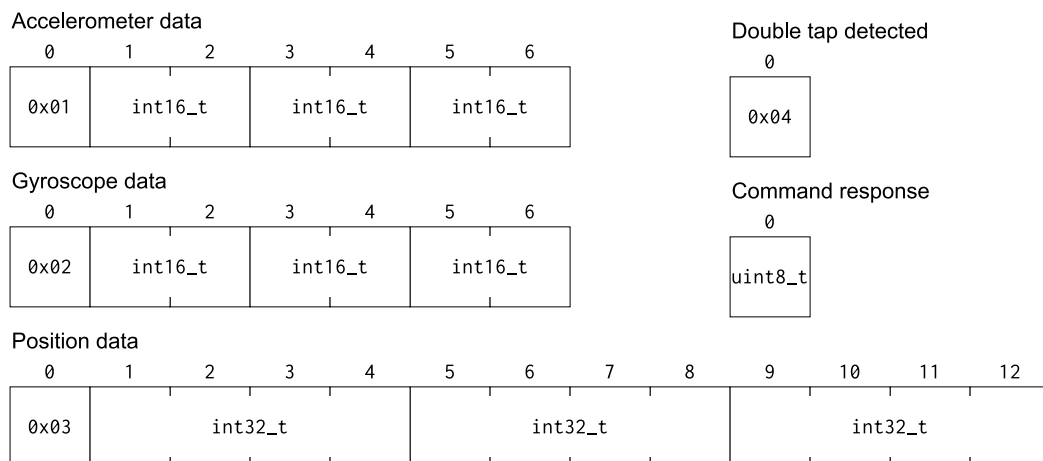 Accelerometer data
0 1 2 3 4 5 6
0x01 int16_t int16_t int16_t
Double tap detected
0
0x04
Gyroscope data
0 1 2 3 4 5 6
0x02 int16_t int16_t int16_t
Command response
0
uint8_t
Position data
0 1 2 3 4 5 6 7 8 9 10 11 12
0x03 int32_t int32_t int32_t